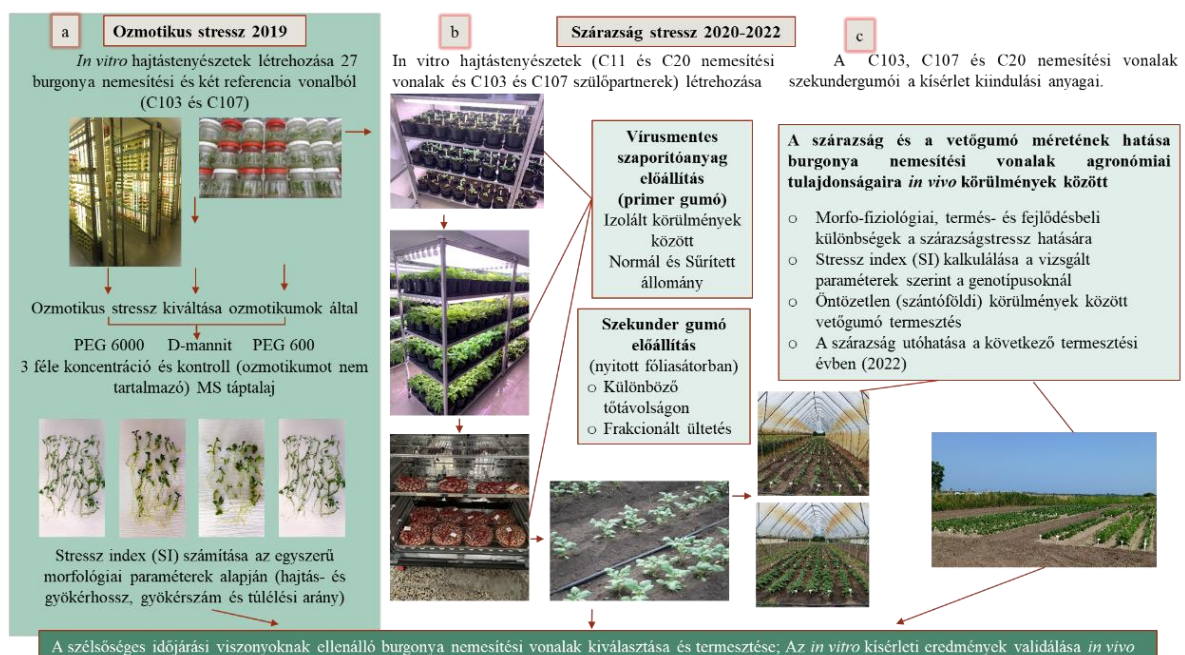 a
Ozmotikus stressz 2019
In vitro hajtástenyészetek létrehozása 27
burgonya nemesítési és két referencia vonalból
(C103 és C107)
Ozmotikus stressz kiváltása ozmotikumok által
PEG 6000 D-mannit PEG 600
3 féle koncentráció és kontroll (ozmotikumot nem
tartalmazó) MS táptalaj
Stressz index (SI) számítása az egyszerű
morfológiai paraméterek alapján (hajtás- és
gyökérhossz, gyökérszám és túlélési arány)
Szárazság stressz 2020-2022
b
In vitro hajtástenyészetek (C11 és C20 nemesítési
vonalak és C103 és C107 szülőpartnerek) létrehozása
Vírusmentes
szaporítóanyag
előállítás
(primer gumó)
Izolált körülmények
között
Normál és Sűrített
állomány
Szekunder gumó
előállítás
(nyitott fóliasátorban)
o Különböző
tőtávolságon
o Frakcionált ültetés
c
A C103, C107 és C20 nemesítési vonalak
szekundergumói a kísérlet kiindulási anyagai.
A szárazság és a vetőgumó méretének hatása
burgonya nemesítési vonalak agronómiai
tulajdonságaira in vivo körülmények között
o Morfo-fiziológiai, termés- és fejlődésbeli
különbségek a szárazságstressz hatására
o Stressz index (SI) kalkulálása a vizsgált
paraméterek szerint a genotípusoknál
o Öntözetlen (szántóföldi) körülmények között
vetőgumó termesztés
o A szárazság utóhatása a következő termesztési
évben (2022)
A szélsőséges időjárási viszonyoknak ellenálló burgonya nemesítési vonalak kiválasztása és termesztése; Az in vitro kísérleti eredmények validálása in vivo